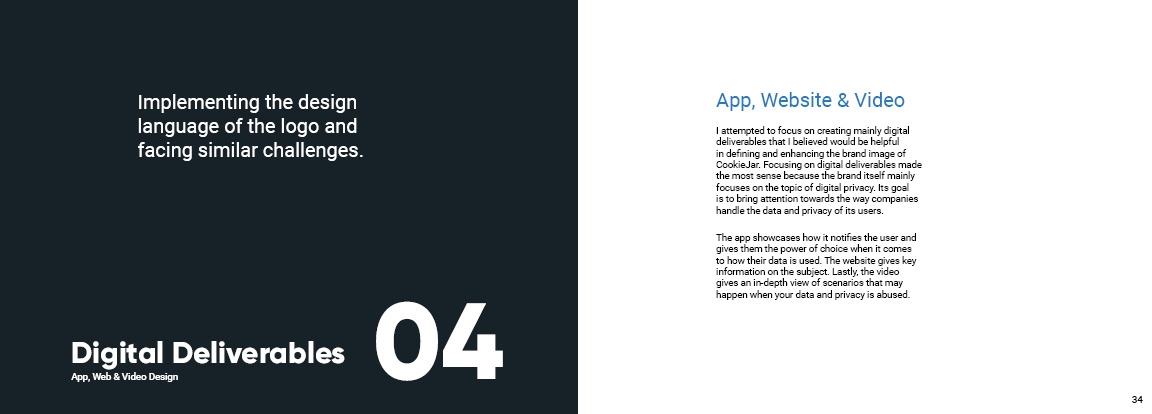 Implementing the design
language of the logo and
facing similar challenges.
Digital Deliverables
App, Web & Video Design
04
App, Website & Video
I attempted to focus on creating mainly digital
deliverables that I believed would be helpful
in defining and enhancing the brand image of
CookieJar. Focusing on digital deliverables made
the most sense because the brand itself mainly
focuses on the topic of digital privacy. Its goal
is to bring attention towards the way companies
handle the data and privacy of its users.
The app showcases how it notifies the user and
gives them the power of choice when it comes
to how their data is used. The website gives key
information on the subject. Lastly, the video
gives an in-depth view of scenarios that may
happen when your data and privacy is abused.
34